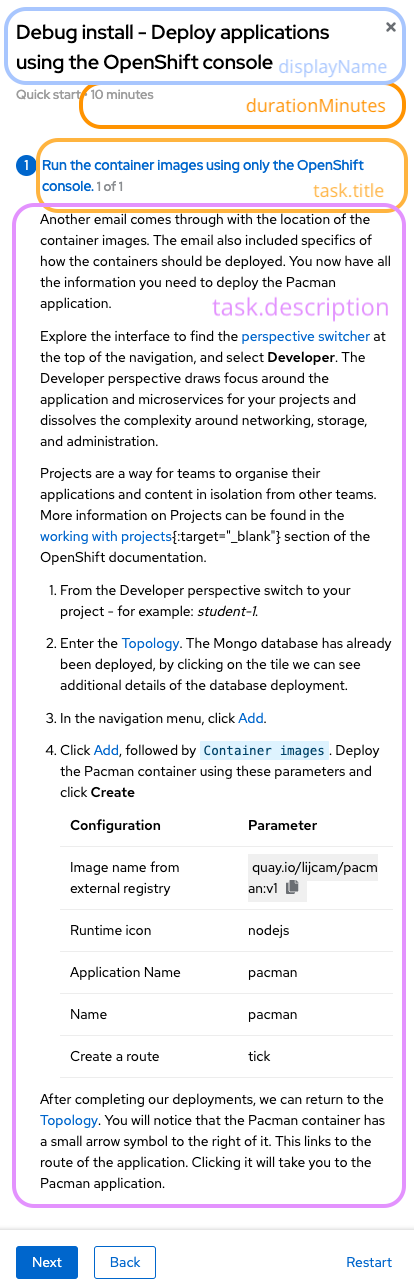 Debug install - Deploy applications
using the OpenShift console displayName
Quick start • 10 minutes
durationMinutes
1 Run the container images using only the OpenShift
console. 1 of 1
task.title
Another email comes through with the location of the
container images. The email also included specifics of
how the containers should be deployed. You now have all
the information you need to deploy the Pacman
application.
task.description
Explore the interface to find the perspective switcher at
the top of the navigation, and select Developer. The
Developer perspective draws focus around the
application and microservices for your projects and
dissolves the complexity around networking, storage,
and administration.
Projects are a way for teams to organise their
applications and content in isolation from other teams.
More information on Projects can be found in the
working with projects{:target="_blank"} section of the
OpenShift documentation.
1. From the Developer perspective switch to your
project - for example: student-1.
2. Enter the Topology. The Mongo database has already
been deployed, by clicking on the tile we can see
additional details of the database deployment.
3. In the navigation menu, click Add.
4. Click Add, followed by Container images. Deploy
the Pacman container using these parameters and
click Create
Configuration Parameter
Image name from quay.io/lijcam/pacm
external registry an:v1
Runtime icon nodejs
Application Name pacman
Name pacman
Create a route tick
After completing our deployments, we can return to the
Topology. You will notice that the Pacman container has
a small arrow symbol to the right of it. This links to the
route of the application. Clicking it will take you to the
Pacman application.
Next Back Restart